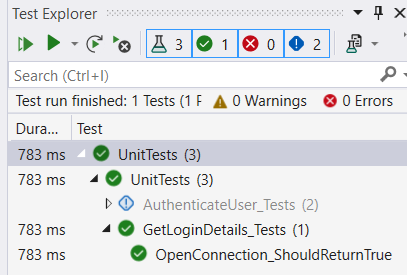 Test Explorer
3 1 0 2
Search (Ctrl+I)
Test run finished: 1 Tests (1 0 Warnings 0 Errors
Dura... Test
783 ms UnitTests (3)
783 ms UnitTests (3)
AuthenticateUser_Tests (2)
783 ms GetLoginDetails_Tests (1)
783 ms OpenConnection_ShouldReturnTrue